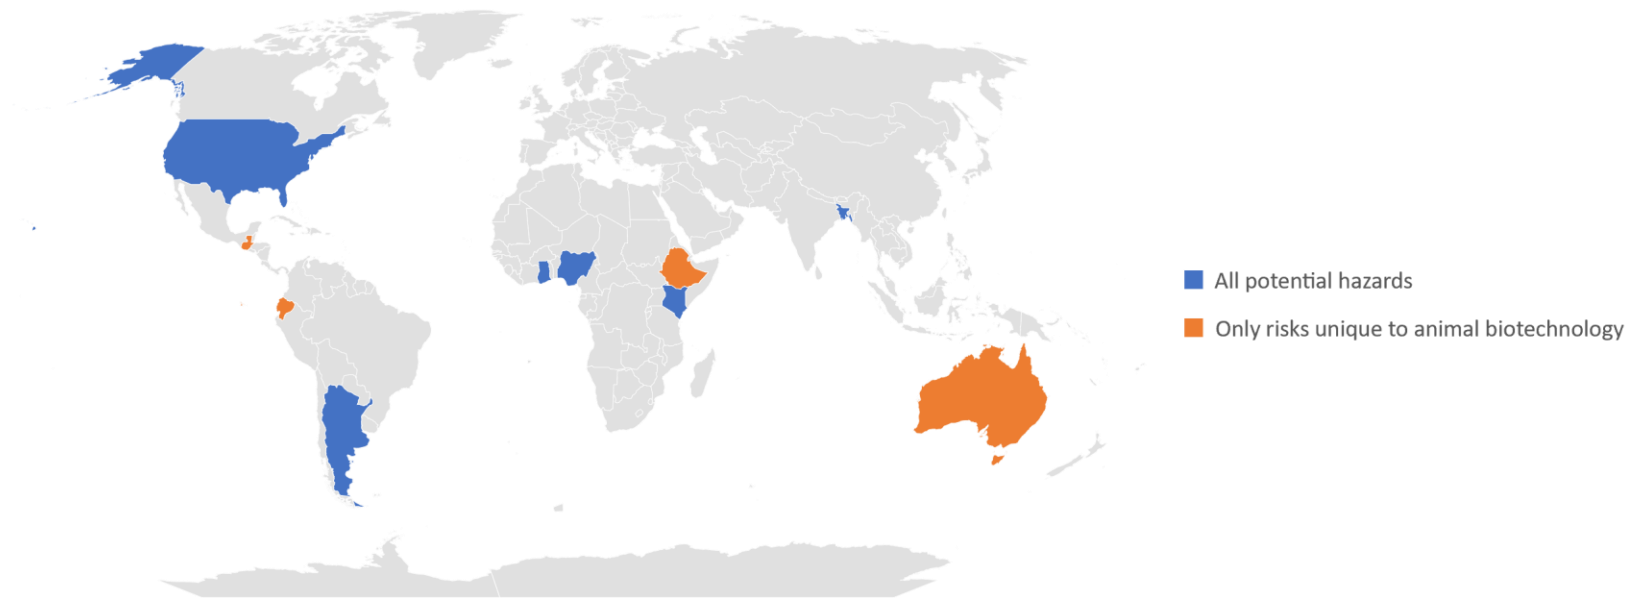 All potential hazards
Only risks unique to animal biotechnology